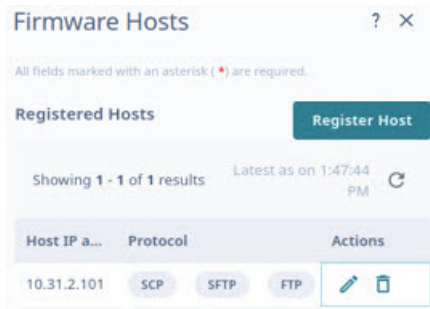 Firmware Hosts ? ×
All fields marked with an asterisk ( * ) are required.
Registered Hosts
Register Host
Showing 1 - 1 of 1 results
Latest as on 1:47:44
PM
Host IP a... Protocol Actions
10.31.2.101 SCP SFTP FTP